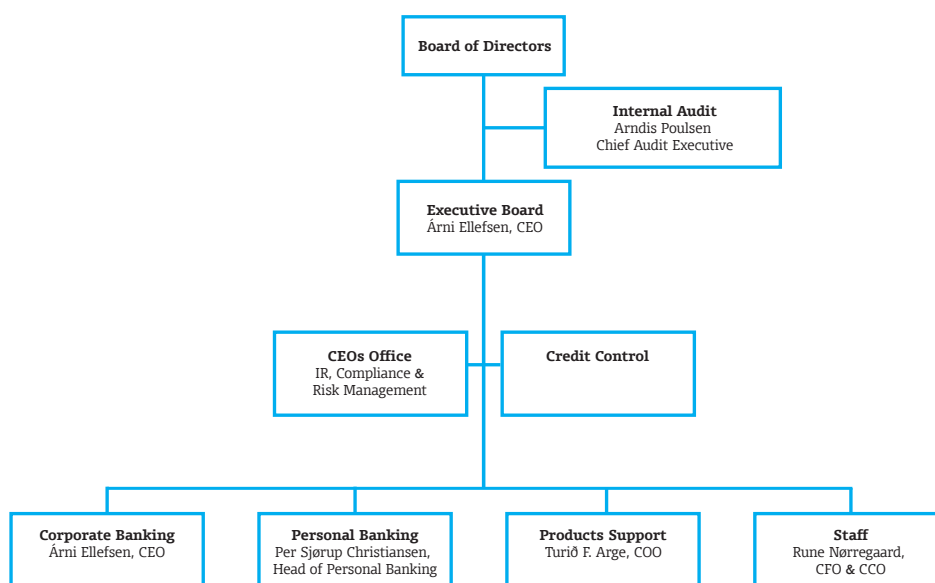 Board of Directors
Internal Audit
Arndis Poulsen
Chief Audit Executive
Executive Board
Árni Ellefsen, CEO
CEOs Office
IR, Compliance &
Risk Management
Credit Control
Corporate Banking
Árni Ellefsen, CEO
Personal Banking
Per Sjørup Christiansen,
Head of Personal Banking
Products Support
Turið F. Arge, COO
Staff
Rune Nørregaard,
CFO & CCO